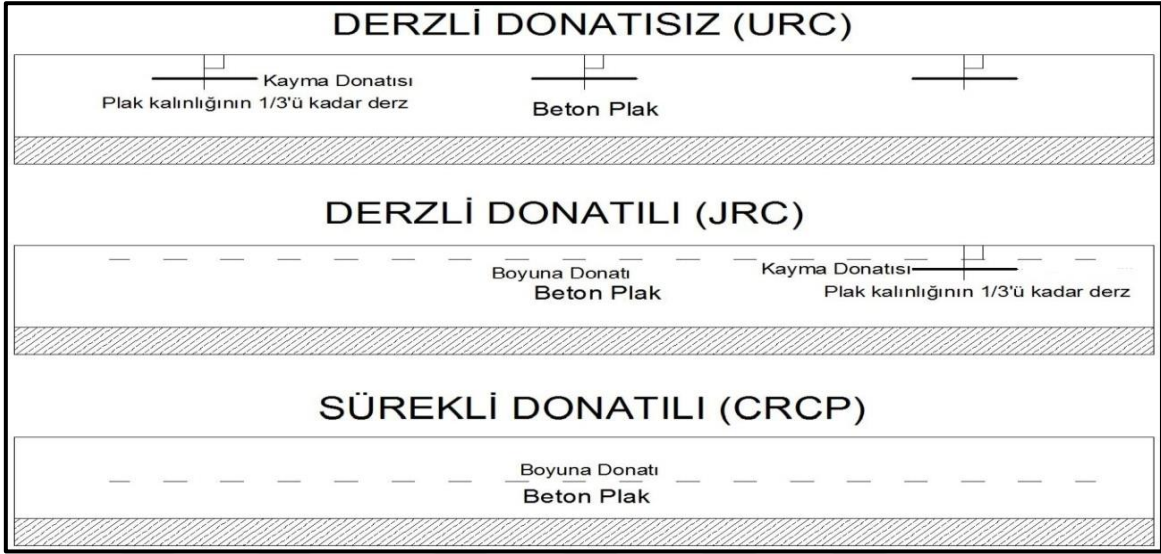 DERZLİ DONATISIZ (URC)
Kayma Donatısı
Plak kalınlığının 1/3'ü kadar derz
Beton Plak
DERZLİ DONATILI (JRC)
Boyuna Donatı
Beton Plak
Kayma Donatısı
Plak kalınlığının 1/3'ü kadar derz
SÜREKLİ DONATILI (CRCP)
Boyuna Donatı
Beton Plak